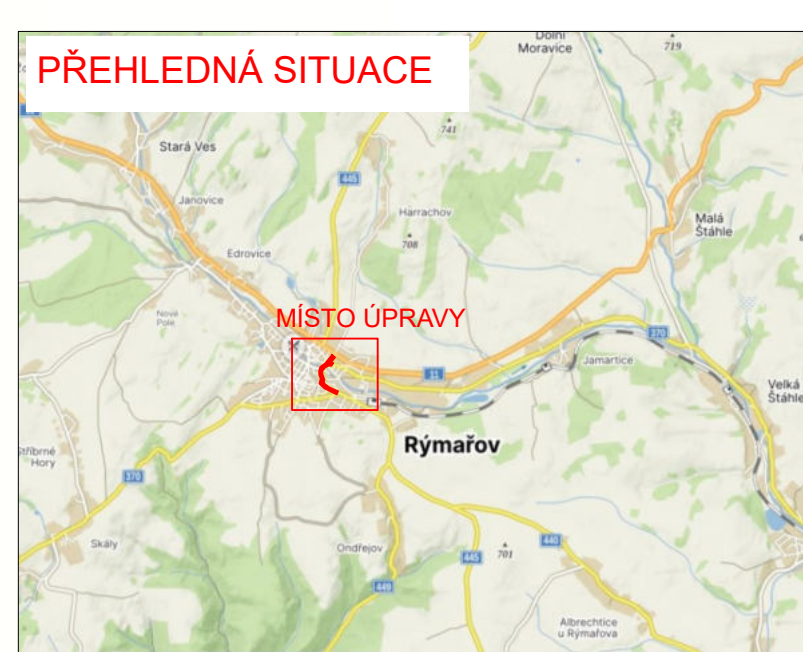 PŘEHLEDNÁ SITUACE
Dolní
Moravice
719
741
Stará Ves
445
Janovice
Harrachov
708
Malá
Štáhle
Edrovice
Nové
Pole
MÍSTO ÚPRAVY
370
11
Jamartice
Velká
Štáhle
Rýmařov
Stříbrné
Hory
370
Skály
Ondřejov
445
701
440
449
Albrechtice
u Rýmařova